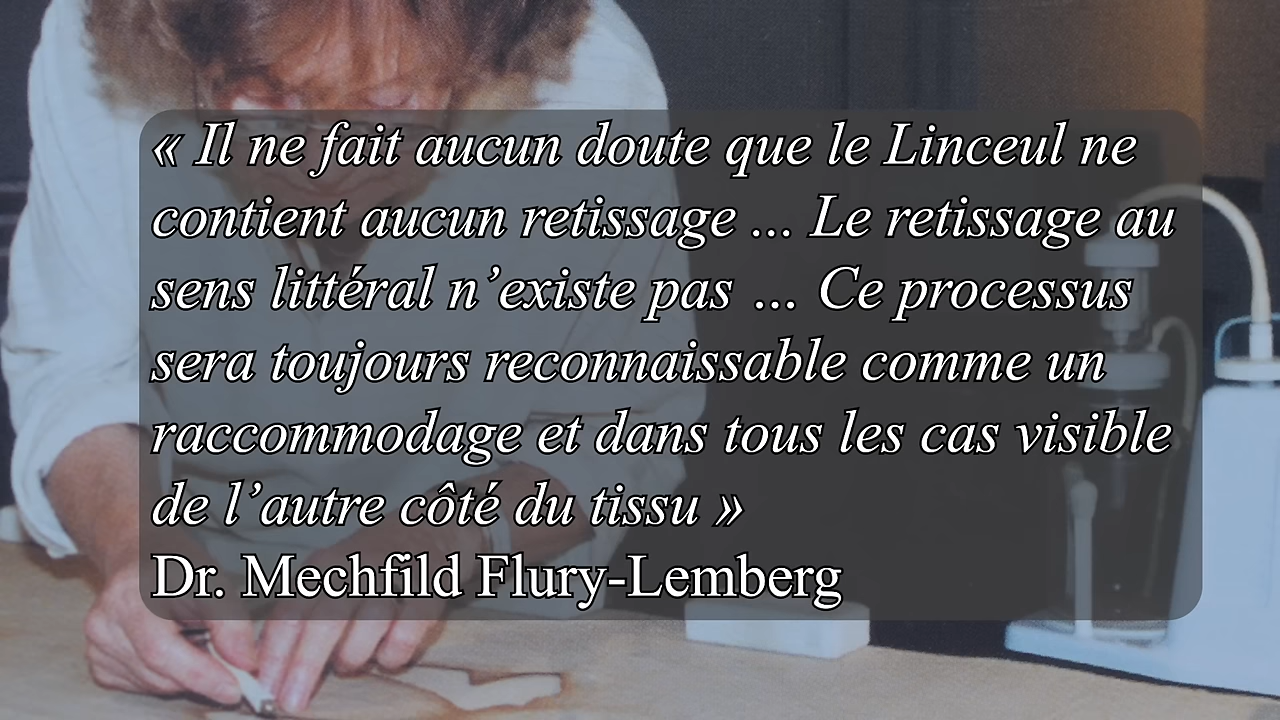 « Il ne fait aucun doute que le Linceul ne
contient aucun retissage ... Le retissage au
sens littéral n’existe pas ... Ce processus
sera toujours reconnaissable comme un
raccommodage et dans tous les cas visible
de l’autre côté du tissu »
Dr. Mechfild Flury-Lemberg